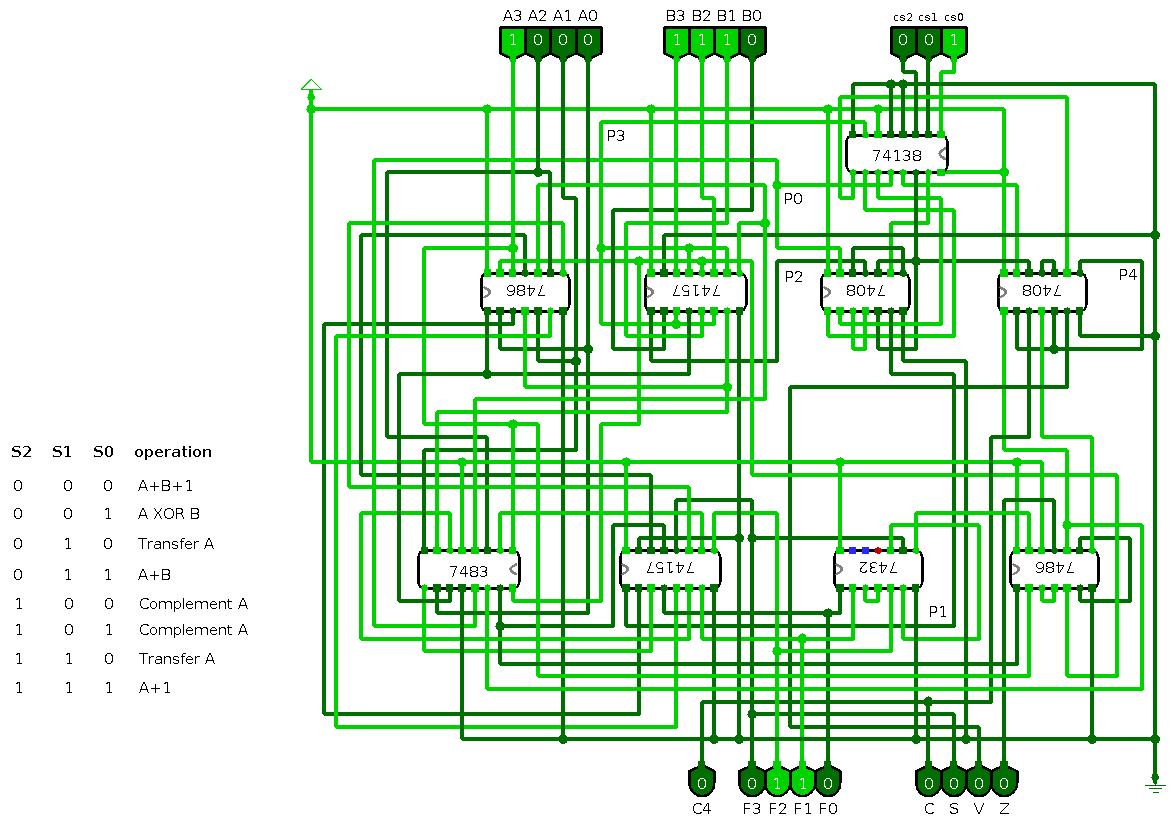 A3 A2 A1 A0 B3 B2 B1 B0 cs2 cs1 cs0
1 0 0 0 1 1 1 0 0 0 1
P3
74138
P0
P2 P4
7486 74157 7408 7408
S2 S1 S0 operation
0 0 0 A+B+1
0 0 1 A XOR B
0 1 0 Transfer A
0 1 1 A+B
1 0 0 Complement A
1 0 1 Complement A
1 1 0 Transfer A
1 1 1 A+1
7483 74157 7432 7486
P1
0 0 1 1 0 0 0 0 0
C4 F3 F2 F1 F0 C S V Z